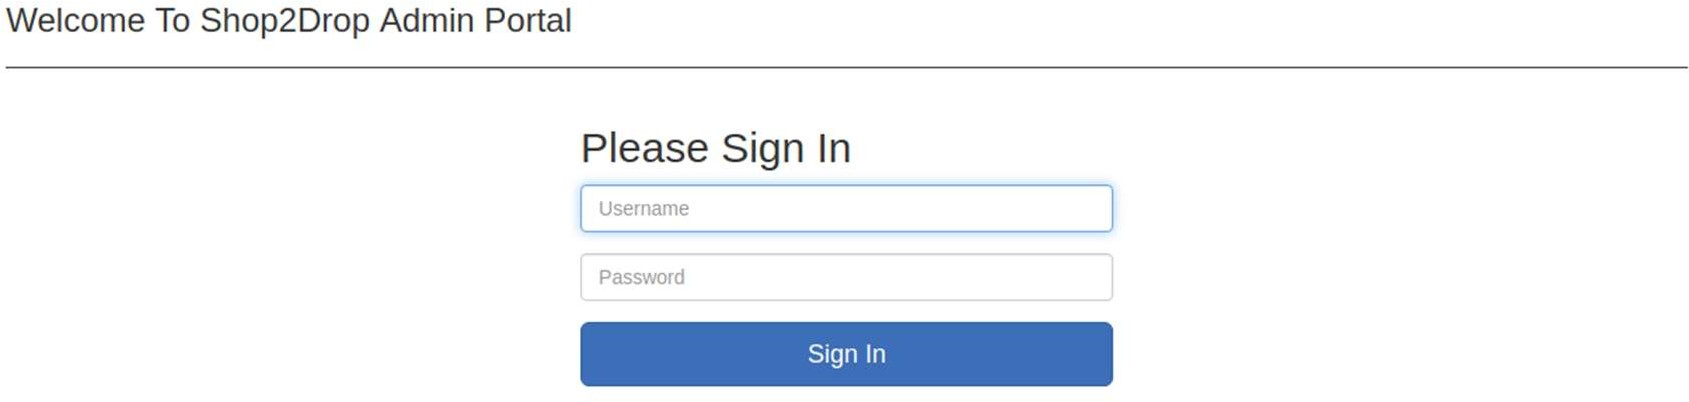 Welcome To Shop2Drop Admin Portal
Please Sign In
Username
Password
Sign In